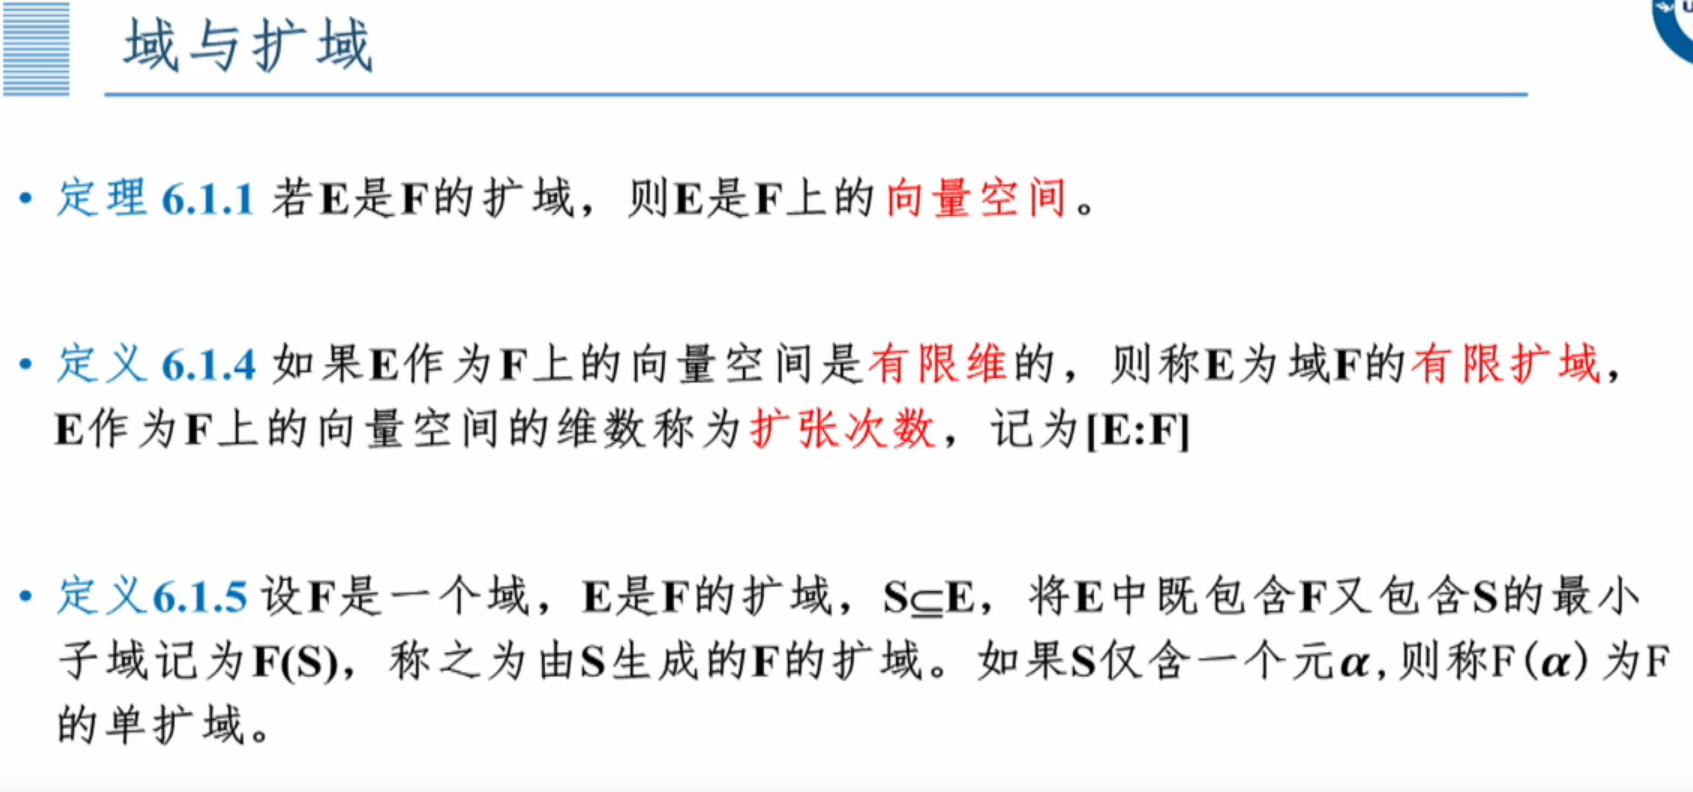 域与扩域
• 定理 6.1.1 若E是F的扩域，则E是F上的向量空间。
• 定义 6.1.4 如果E作为F上的向量空间是有限维的，则称E为域F的有限扩域，
E作为F上的向量空间的维数称为扩张次数，记为[E:F]
• 定义6.1.5 设F是一个域，E是F的扩域，S⊆E，将E中既包含F又包含S的最小
子域记为F(S)，称之为由S生成的F的扩域。如果S仅含一个元α,则称F(α)为F
的单扩域。